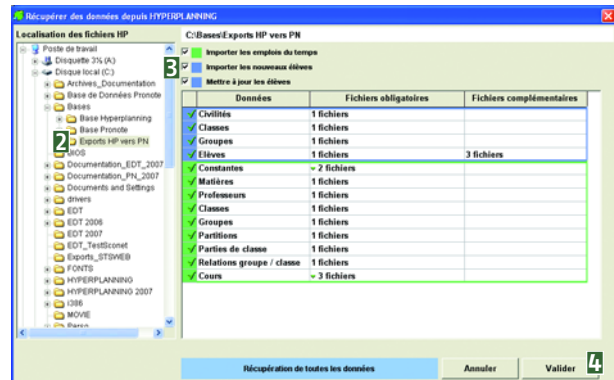 Récupérer des données depuis HYPERPLANNING
Localisation des fichiers HP
C:\Bases\Exports HP vers PN
Poste de travail
Disquette 3½ (A:)
Disque local (C:)
Archives_Documentation
Base de Données Pronote
Bases
Base Hyperplanning
Base Pronote
2
Exports HP vers PN
BIOS
Documentation_EDT_2007
Documentation_PN_2007
Documents and Settings
drivers
EDT
EDT 2006
EDT 2007
EDT_TestSconet
Exports_STSWEB
FONTS
HYPERPLANNING
HYPERPLANNING 2007
I386
MOVIE
Perso
3
Importer les emplois du temps
Importer les nouveaux élèves
Mettre à jour les élèves
Données Fichiers obligatoires Fichiers complémentaires
Civilités 1 fichiers
Classes 1 fichiers
Groupes 1 fichiers
Elèves 1 fichiers 3 fichiers
Constantes 2 fichiers
Matières 1 fichiers
Professeurs 1 fichiers
Classes 1 fichiers
Groupes 1 fichiers
Partitions 1 fichiers
Parties de classe 1 fichiers
Relations groupe / classe 1 fichiers
Cours 3 fichiers
Récupération de toutes les données
Annuler
Valider
4